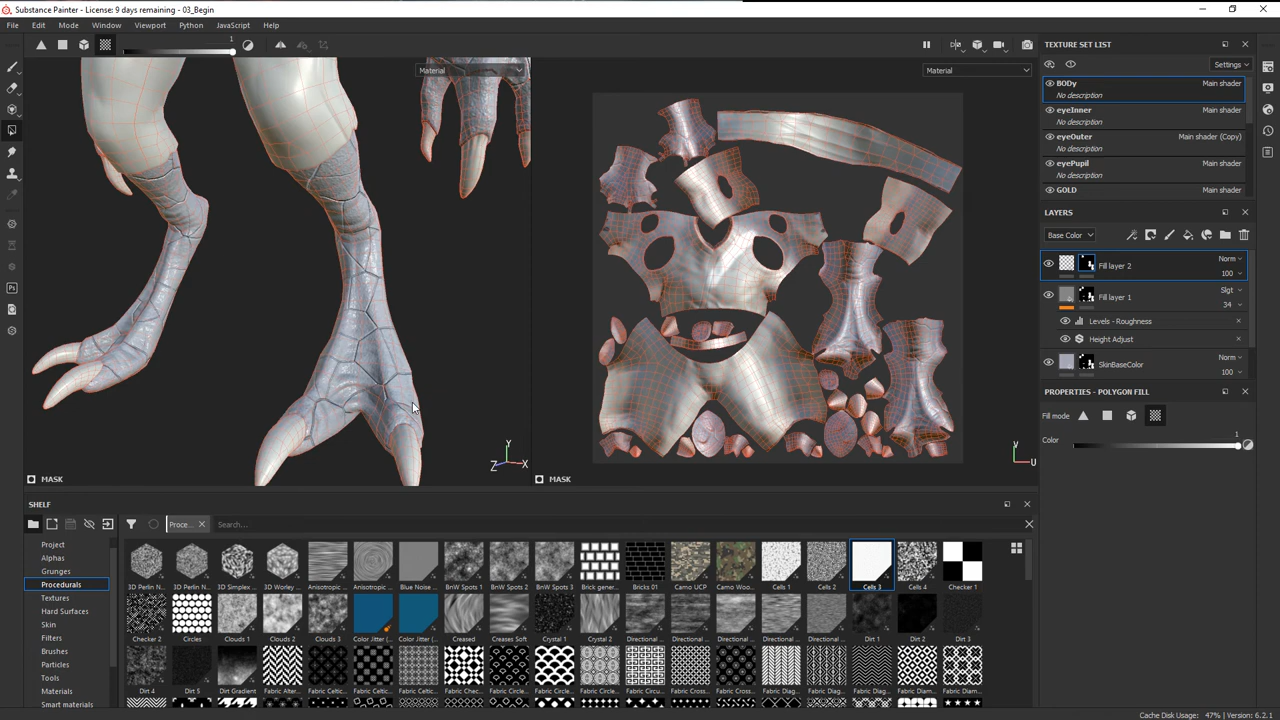 Substance Painter - License: 9 days remaining - 03_Begin
File Edit Mode Window Viewport Python JavaScript Help
1
Material
Material
TEXTURE SET LIST
Settings
BODy Main shader
No description
eyeInner Main shader
No description
eyeOuter Main shader (Copy)
No description
eyePupil Main shader
No description
GOLD Main shader
LAYERS
Base Color
Fill layer 2 Norm
100
Fill layer 1 Slgt
34
Levels - Roughness
Height Adjust
SkinBaseColor Norm
100
PROPERTIES - POLYGON FILL
Fill mode
Color 1
Y
Z X
V
U
MASK
MASK
SHELF
Proce...
Search...
Project
Alphas
Grunges
Procedurals
Textures
Hard Surfaces
Skin
Filters
Brushes
Particles
Tools
Materials
Smart materials
3D Perlin N... 3D Perlin N... 3D Simplex ... 3D Worley ... Anisotropic ... Anisotropic ... Blue Noise ... BnW Spots 1 BnW Spots 2 BnW Spots 3 Brick gener... Bricks 01 Camo UCP Camo Woo... Cells 1 Cells 2 Cells 3 Cells 4 Checker 1
Checker 2 Circles Clouds 1 Clouds 2 Clouds 3 Color Jitter (... Color Jitter (... Creased Creases Soft Crystal 1 Crystal 2 Directional ... Directional ... Directional ... Directional ... Directional ... Dirt 1 Dirt 2 Dirt 3
Dirt 4 Dirt 5 Dirt Gradient Fabric Alter... Fabric Celtic... Fabric Celtic... Fabric Celtic... Fabric Chec... Fabric Circle... Fabric Circle... Fabric Circle... Fabric Circu... Fabric Cross... Fabric Cross... Fabric Diag... Fabric Diag... Fabric Diag... Fabric Diam... Fabric Diam...
Cache Disk Usage: 47% | Version: 6.2.1